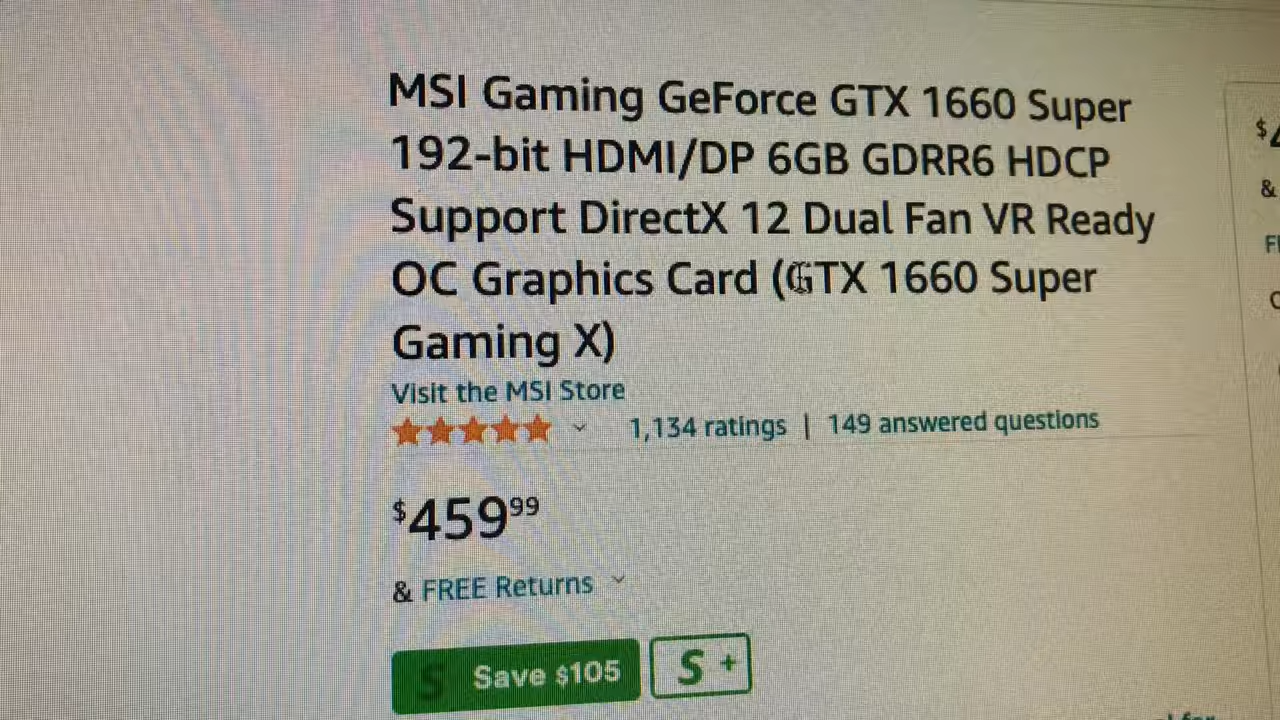 MSI Gaming GeForce GTX 1660 Super
192-bit HDMI/DP 6GB GDRR6 HDCP
Support DirectX 12 Dual Fan VR Ready
OC Graphics Card (GTX 1660 Super
Gaming X)
Visit the MSI Store
1,134 ratings | 149 answered questions
$459.99
& FREE Returns
S Save $105 S +
$
&